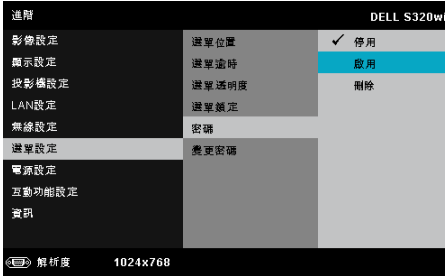 進階
DELL S320wi
影像設定
顯示設定
投影機設定
LAN設定
無線設定
選單設定
電源設定
互動功能設定
資訊
選單位置
選單逾時
選單透明度
選單鎖定
密碼
變更密碼
✓ 停用
啟用
刪除
解析度 1024x768